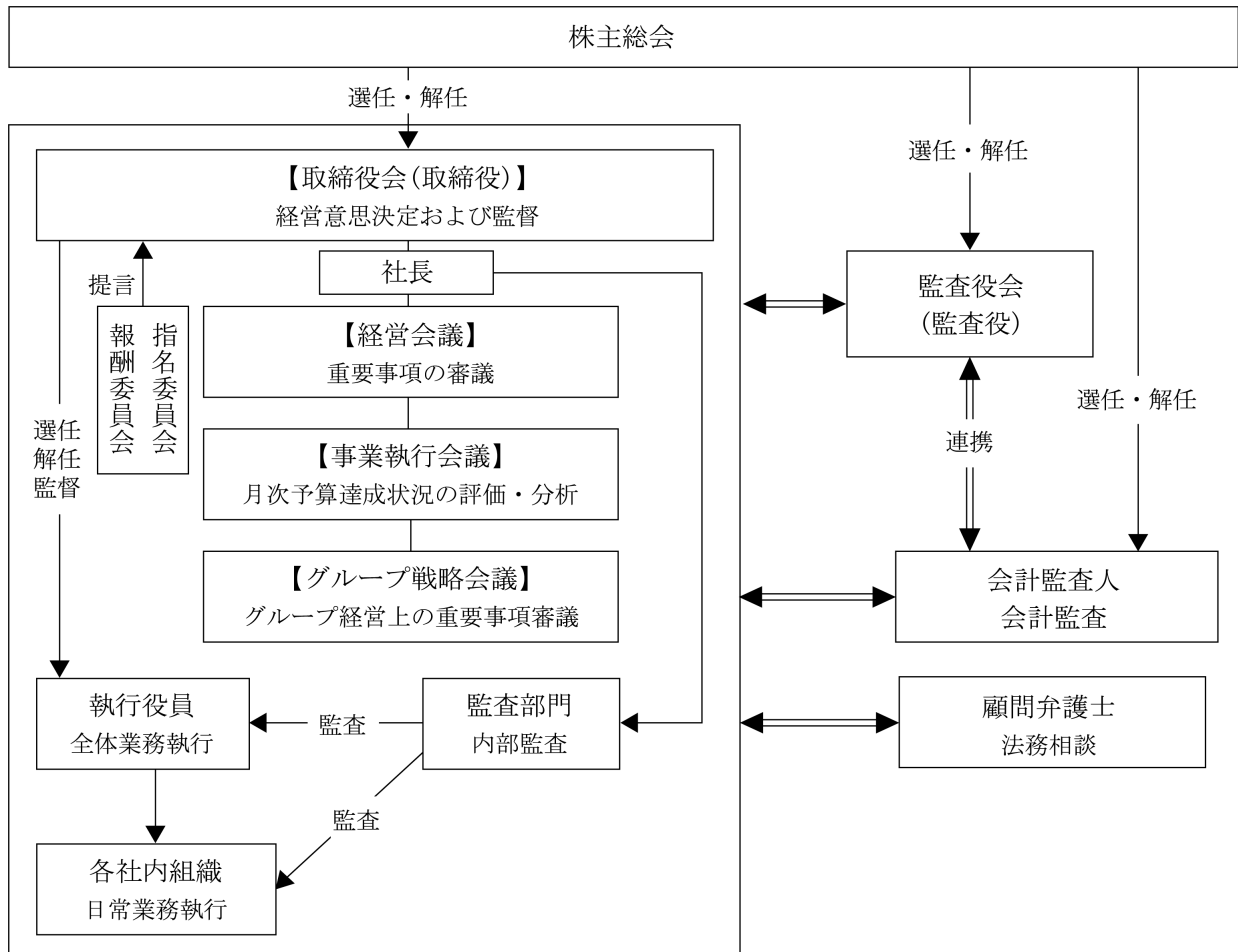 株主総会
選任・解任
選任・解任
【取締役会（取締役）】
経営意思決定および監督
社長
提言
報酬委員会
指名委員会
選任
解任
監督
【経営会議】
重要事項の審議
【事業執行会議】
月次予算達成状況の評価・分析
【グループ戦略会議】
グループ経営上の重要事項審議
監査役会
（監査役）
選任・解任
連携
会計監査人
会計監査
執行役員
全体業務執行
監査
監査部門
内部監査
顧問弁護士
法務相談
監査
各社内組織
日常業務執行